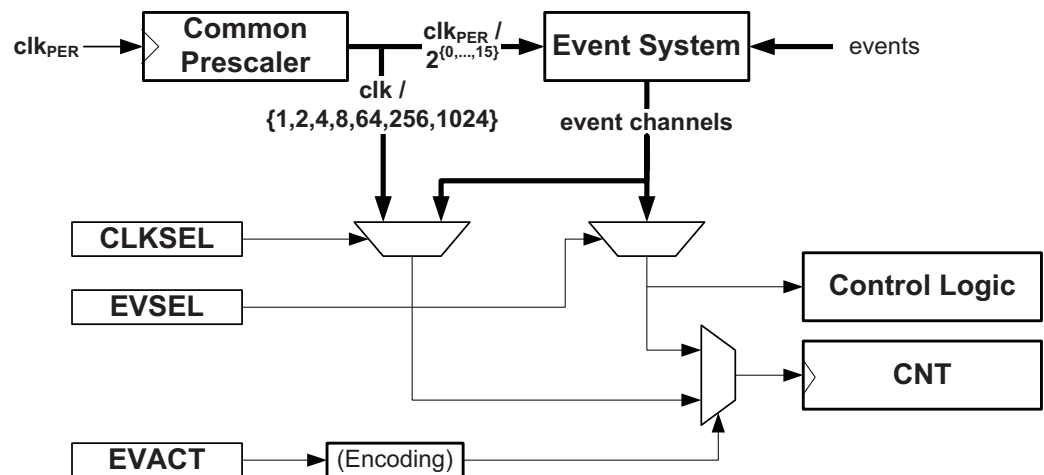 clkPER
Common
Prescaler
clkPER /
2{0,...,15}
Event System
events
clk /
{1,2,4,8,64,256,1024}
event channels
CLKSEL
EVSEL
Control Logic
CNT
EVACT
(Encoding)